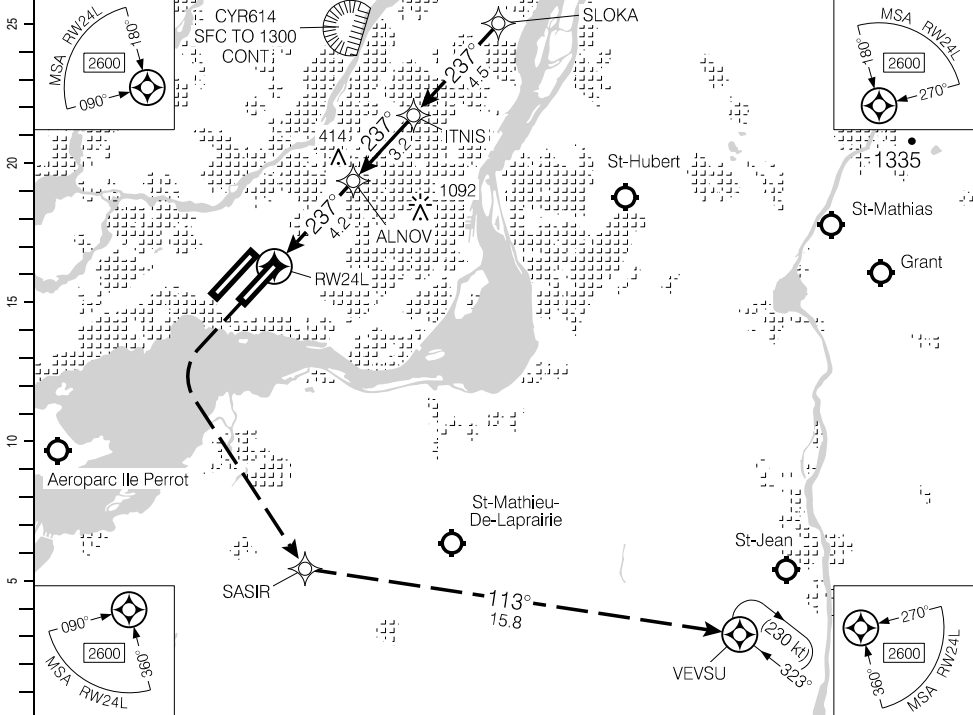 25
MSA RW24L
180°
2600
090°
CYR614
SFC TO 1300
CONT
SLOKA
237°
4.5
MSA RW24L
180°
2600
270°
ITNIS
414
237°
3.2
20
1335
St-Hubert
1092
237°
4.2
ALNOV
St-Mathias
Grant
RW24L
15
10
Aeroparc Ile Perrot
St-Mathieu-
De-Laprairie
St-Jean
5
SASIR
113°
15.8
(230 kt)
VEVSU
323°
090°
2600
360°
MSA RW24L
270°
2600
360°
MSA RW24L